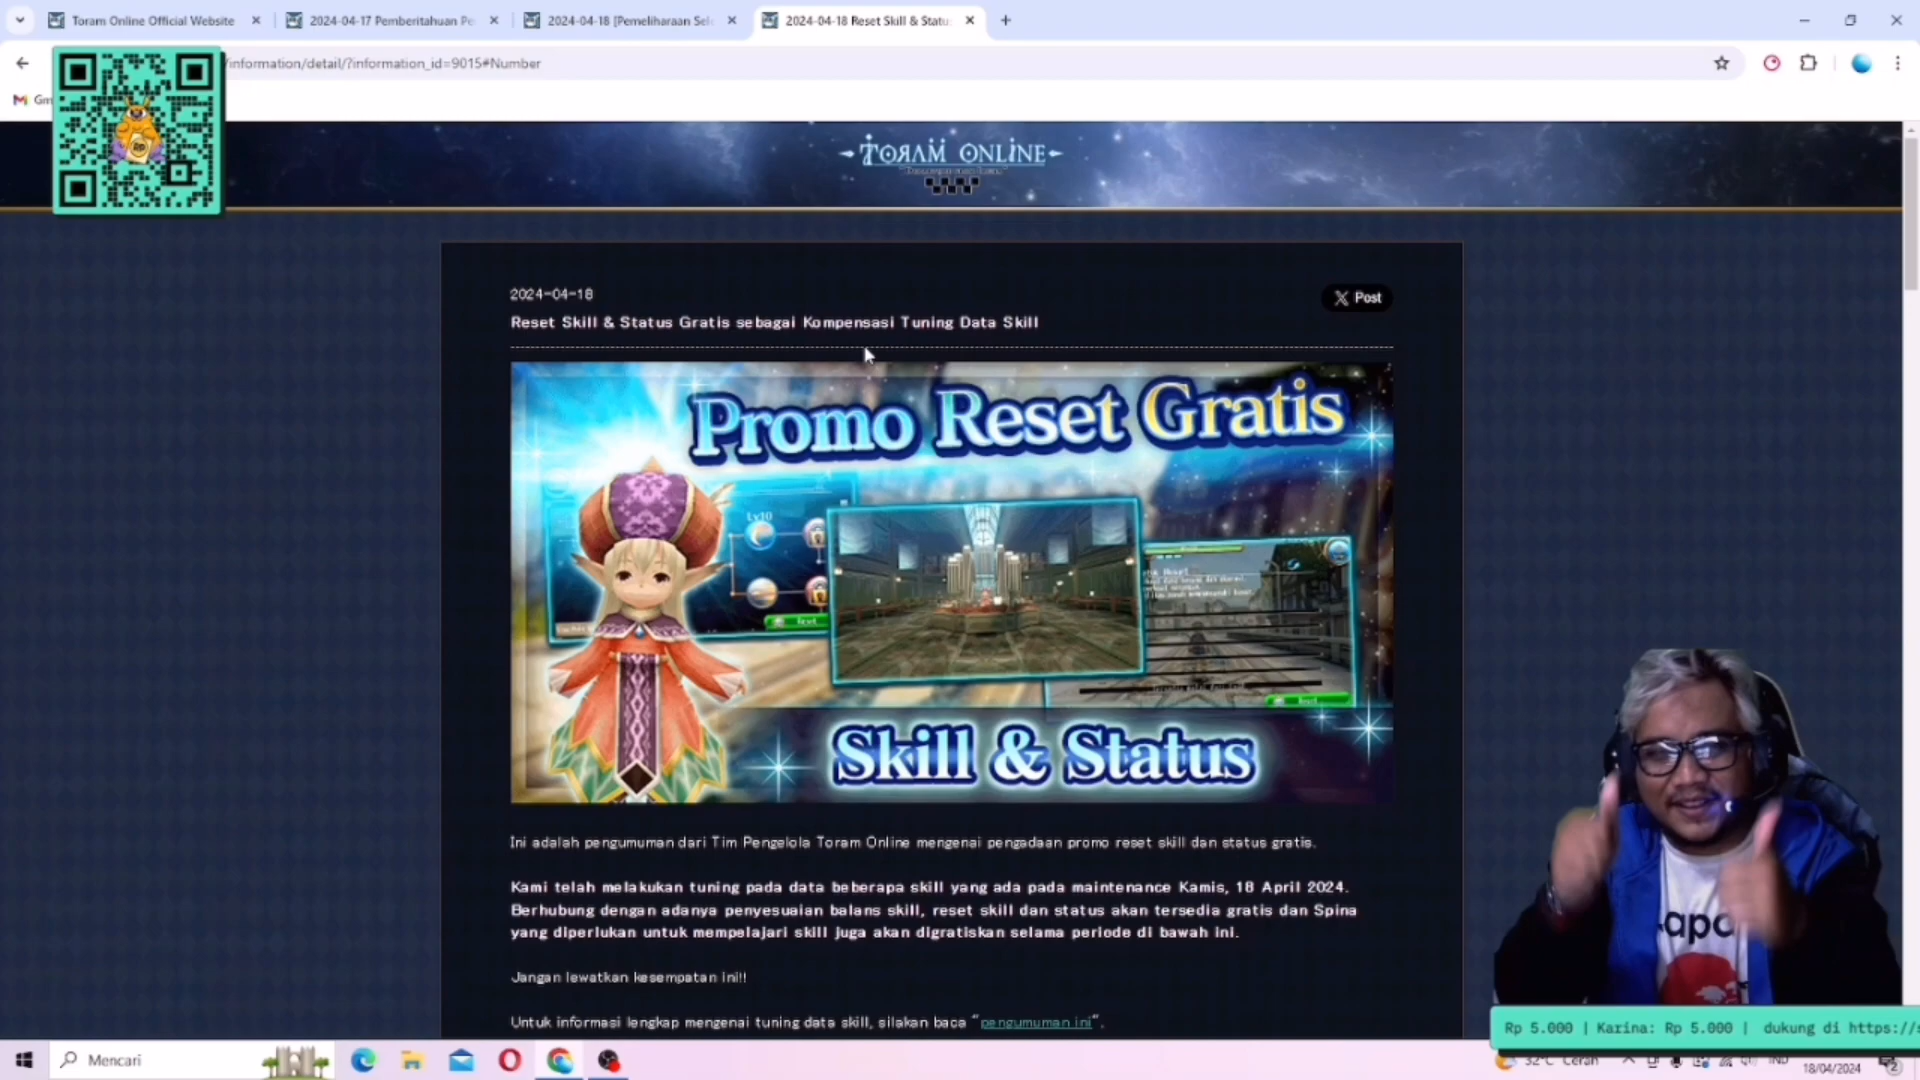 Toram Online Official Website
2024-04-17 Pemberitahuan Pe
2024-04-18 [Pemeliharaan Sel
2024-04-18 Reset Skill & Statu
/information/detail/?information_id=9015#Number
Gm
TORAM ONLINE
2024-04-18
Post
Reset Skill & Status Gratis sebagai Kompensasi Tuning Data Skill
Promo Reset Gratis
Lv10
Skill & Status
Ini adalah pengumuman dari Tim Pengelola Toram Online mengenai pengadaan promo reset skill dan status gratis.
Kami telah melakukan tuning pada data beberapa skill yang ada pada maintenance Kamis, 18 April 2024.
Berhubung dengan adanya penyesuaian balans skill, reset skill dan status akan tersedia gratis dan Spina
yang diperlukan untuk mempelajari skill juga akan digratiskan selama periode di bawah ini.
Jangan lewatkan kesempatan ini!!
Untuk informasi lengkap mengenai tuning data skill, silakan baca "pengumuman ini".
Rp 5.000 | Karina: Rp 5.000 | dukung di https://s
Mencari
32°C Cerah
IND
18/04/2024
2